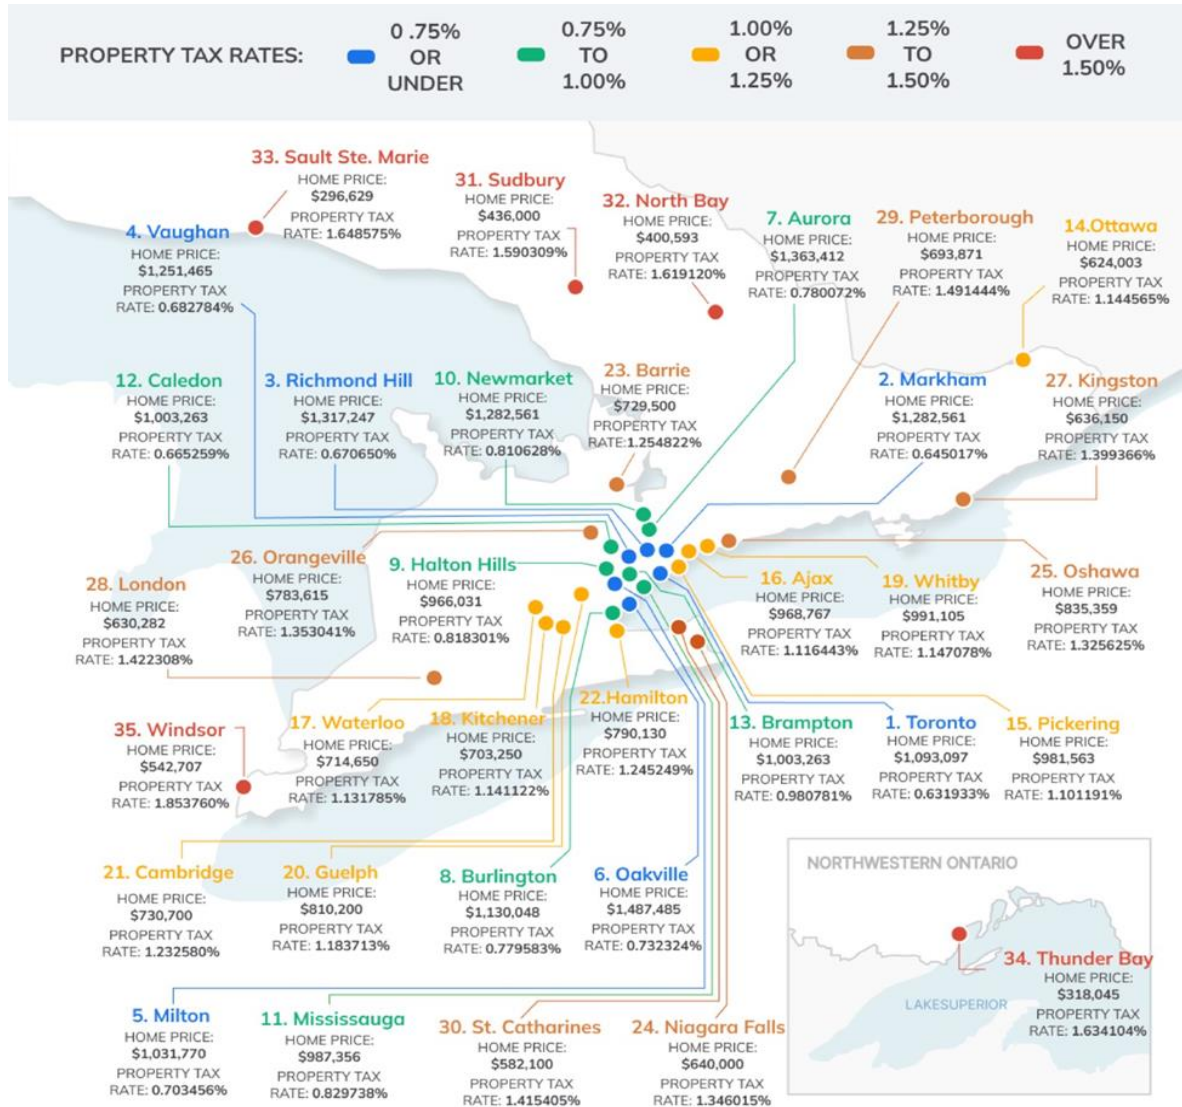 PROPERTY TAX RATES:
0 .75%
OR
UNDER
0.75%
TO
1.00%
1.00%
OR
1.25%
1.25%
TO
1.50%
OVER
1.50%
33. Sault Ste. Marie
HOME PRICE:
$296,629
PROPERTY TAX
RATE: 1.648575%
31. Sudbury
HOME PRICE:
$436,000
PROPERTY TAX
RATE: 1.590309%
32. North Bay
HOME PRICE:
$400,593
PROPERTY TAX
RATE: 1.619120%
7. Aurora
HOME PRICE:
$1,363,412
PROPERTY TAX
RATE: 0.780072%
29. Peterborough
HOME PRICE:
$693,871
PROPERTY TAX
RATE: 1.491444%
14.Ottawa
HOME PRICE:
$624,003
PROPERTY TAX
RATE: 1.144565%
4. Vaughan
HOME PRICE:
$1,251,465
PROPERTY TAX
RATE: 0.682784%
12. Caledon
HOME PRICE:
$1,003,263
PROPERTY TAX
RATE: 0.665259%
3. Richmond Hill
HOME PRICE:
$1,317,247
PROPERTY TAX
RATE: 0.670650%
10. Newmarket
HOME PRICE:
$1,282,561
PROPERTY TAX
RATE: 0.810628%
23. Barrie
HOME PRICE:
$729,500
PROPERTY TAX
RATE:1.254822%
2. Markham
HOME PRICE:
$1,282,561
PROPERTY TAX
RATE: 0.645017%
27. Kingston
HOME PRICE:
$636,150
PROPERTY TAX
RATE: 1.399366%
28. London
HOME PRICE:
$630,282
PROPERTY TAX
RATE: 1.422308%
26. Orangeville
HOME PRICE:
$783,615
PROPERTY TAX
RATE: 1.353041%
9. Halton Hills
HOME PRICE:
$966,031
PROPERTY TAX
RATE: 0.818301%
16. Ajax
HOME PRICE:
$968,767
PROPERTY TAX
RATE: 1.116443%
19. Whitby
HOME PRICE:
$991,105
PROPERTY TAX
RATE: 1.147078%
25. Oshawa
HOME PRICE:
$835,359
PROPERTY TAX
RATE: 1.325625%
35. Windsor
HOME PRICE:
$542,707
PROPERTY TAX
RATE: 1.853760%
17. Waterloo
HOME PRICE:
$714,650
PROPERTY TAX
RATE: 1.131785%
18. Kitchener
HOME PRICE:
$703,250
PROPERTY TAX
RATE: 1.141122%
22.Hamilton
HOME PRICE:
$790,130
PROPERTY TAX
RATE: 1.245249%
13. Brampton
HOME PRICE:
$1,003,263
PROPERTY TAX
RATE: 0.980781%
1. Toronto
HOME PRICE:
$1,093,097
PROPERTY TAX
RATE: 0.631933%
15. Pickering
HOME PRICE:
$981,563
PROPERTY TAX
RATE: 1.101191%
21. Cambridge
HOME PRICE:
$730,700
PROPERTY TAX
RATE: 1.232580%
20. Guelph
HOME PRICE:
$810,200
PROPERTY TAX
RATE: 1.183713%
8. Burlington
HOME PRICE:
$1,130,048
PROPERTY TAX
RATE: 0.779583%
6. Oakville
HOME PRICE:
$1,487,485
PROPERTY TAX
RATE: 0.732324%
5. Milton
HOME PRICE:
$1,031,770
PROPERTY TAX
RATE: 0.703456%
11. Mississauga
HOME PRICE:
$987,356
PROPERTY TAX
RATE: 0.829738%
30. St. Catharines
HOME PRICE:
$582,100
PROPERTY TAX
RATE: 1.415405%
24. Niagara Falls
HOME PRICE:
$640,000
PROPERTY TAX
RATE: 1.346015%
NORTHWESTERN ONTARIO
34. Thunder Bay
HOME PRICE:
$318,045
PROPERTY TAX
RATE: 1.634104%
LAKESUPERIOR